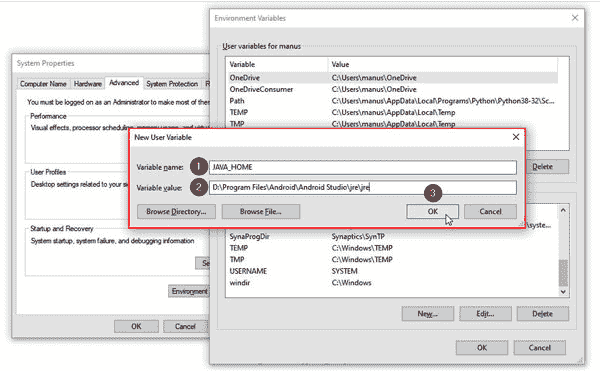 Environment Variables
User variables for manus
Variable Value
OneDrive C:\Users\manus\OneDrive
OneDriveConsumer C:\Users\manus\OneDrive
Path C:\Users\manus\AppData\Local\Programs\Python\Python38-32\Sc...
TEMP C:\Users\manus\AppData\Local\Temp
TMP C:\Users\manus\AppData\Local\Temp
Delete
System Properties
Computer Name Hardware Advanced System Protection
You must be logged on as an Administrator to make most of these
Performance
Visual effects, processor scheduling, memory usage, and virtual
User Profiles
Desktop settings related to your
Startup and Recovery
System startup, system failure, and debugging information
Environment
OK Cancel
New User Variable
Variable name: 1 JAVA_HOME
Variable value: 2 D:\Program Files\Android\Android Studio\jre\jre
3
Browse Directory... Browse File... OK Cancel
SynaProgDir Synaptics\SynTP
TEMP C:\Windows\TEMP
TMP C:\Windows\TEMP
USERNAME SYSTEM
windir C:\Windows
New... Edit... Delete
OK Cancel